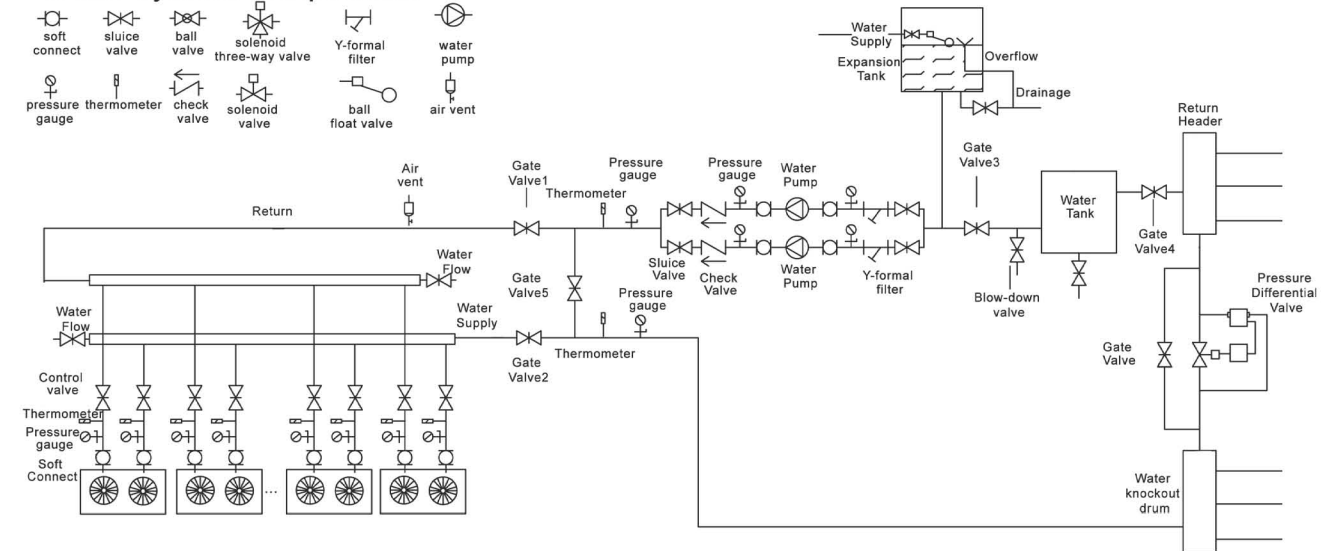 soft
connect
sluice
valve
ball
valve
solenoid
three-way valve
Y-formal
filter
water
pump
pressure
gauge
thermometer
check
valve
solenoid
valve
ball
float valve
air vent
Water
Supply
Expansion
Tank
Overflow
Drainage
Return
Header
Air
vent
Return
Gate
Valve1
Thermometer
Pressure
gauge
Pressure
gauge
Water
Pump
Gate
Valve3
Water
Tank
Gate
Valve4
Water
Flow
Gate
Valve5
Sluice
Valve
Check
Valve
Water
Pump
Y-formal
filter
Blow-down
valve
Pressure
Differential
Valve
Water
Flow
Water
Supply
Pressure
gauge
Gate
Valve2
Thermometer
Gate
Valve
Control
valve
Thermometer
Pressure
gauge
Soft
Connect
...
Water
knockout
drum